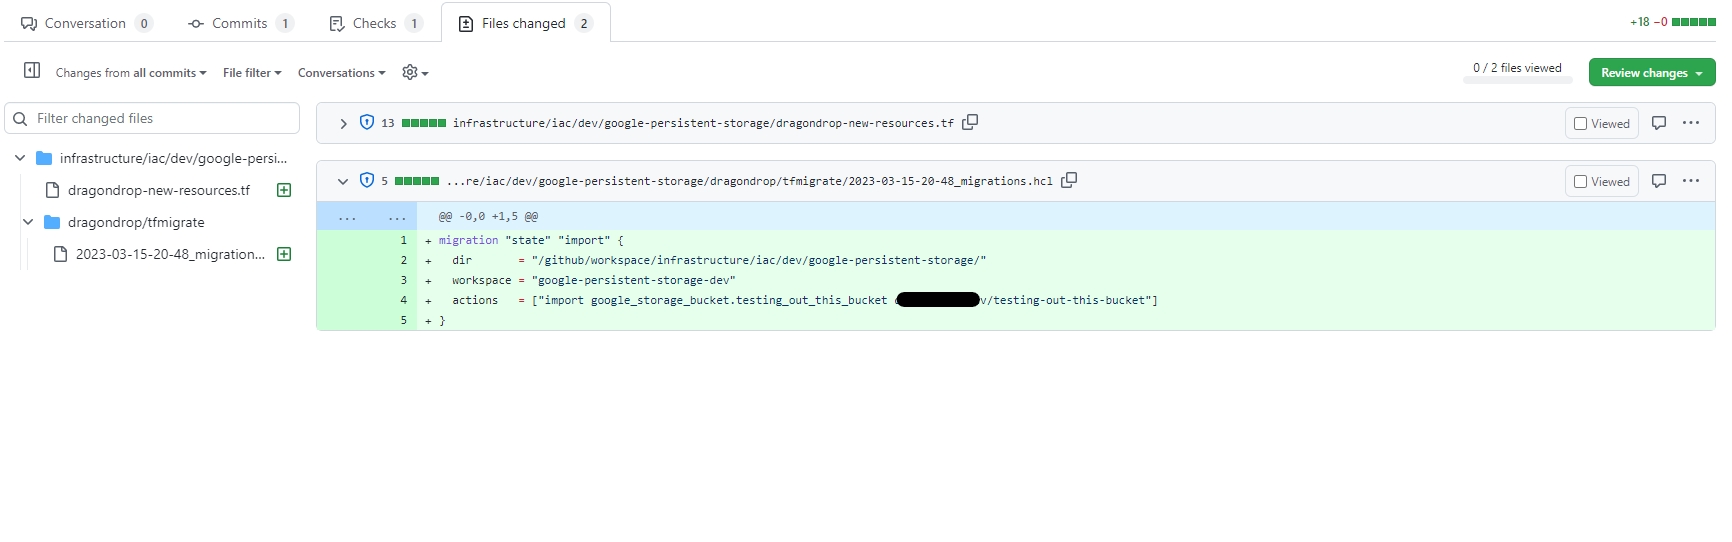 Conversation 0 Commits 1 Checks 1 Files changed 2 +18 −0
Changes from all commits File filter Conversations 0 / 2 files viewed Review changes
Filter changed files
infrastructure/iac/dev/google-persi...
dragondrop-new-resources.tf
dragondrop/tfmigrate
2023-03-15-20-48_migration...
13 infrastructure/iac/dev/google-persistent-storage/dragondrop-new-resources.tf Viewed ...
5 ...re/iac/dev/google-persistent-storage/dragondrop/tfmigrate/2023-03-15-20-48_migrations.hcl Viewed ...
... ... @@ -0,0 +1,5 @@
1 + migration "state" "import" {
2 + dir = "/github/workspace/infrastructure/iac/dev/google-persistent-storage/"
3 + workspace = "google-persistent-storage-dev"
4 + actions = ["import google_storage_bucket.testing_out_this_bucket v/testing-out-this-bucket"]
5 + }